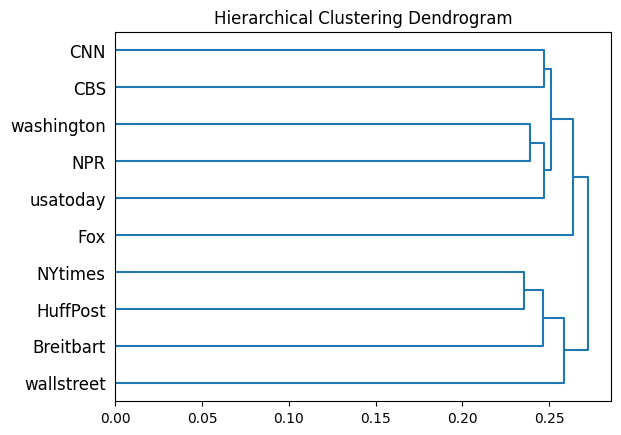 Hierarchical Clustering Dendrogram
CNN
CBS
washington
NPR
usatoday
Fox
NYtimes
HuffPost
Breitbart
wallstreet
0.00 0.05 0.10 0.15 0.20 0.25